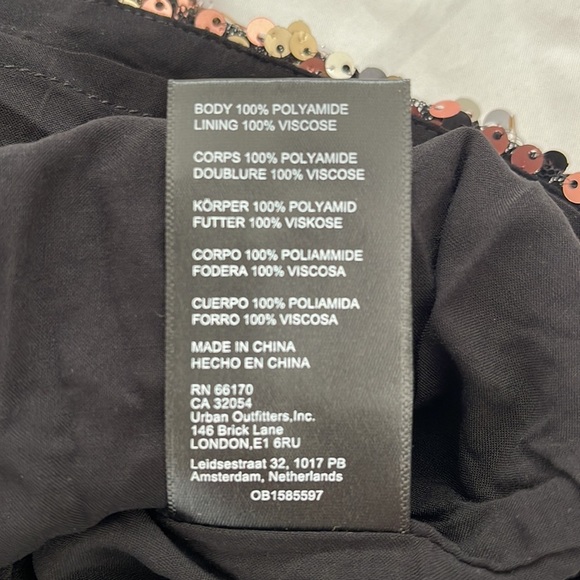 BODY 100% POLYAMIDE
LINING 100% VISCOSE
CORPS 100% POLYAMIDE
DOUBLURE 100% VISCOSE
KÖRPER 100% POLYAMID
FUTTER 100% VISKOSE
CORPO 100% POLIAMMIDE
FODERA 100% VISCOSA
CUERPO 100% POLIAMIDA
FORRO 100% VISCOSA
MADE IN CHINA
HECHO EN CHINA
RN 66170
CA 32054
Urban Outfitters,Inc.
146 Brick Lane
LONDON,E1 6RU
Leidsestraat 32, 1017 PB
Amsterdam, Netherlands
OB1585597